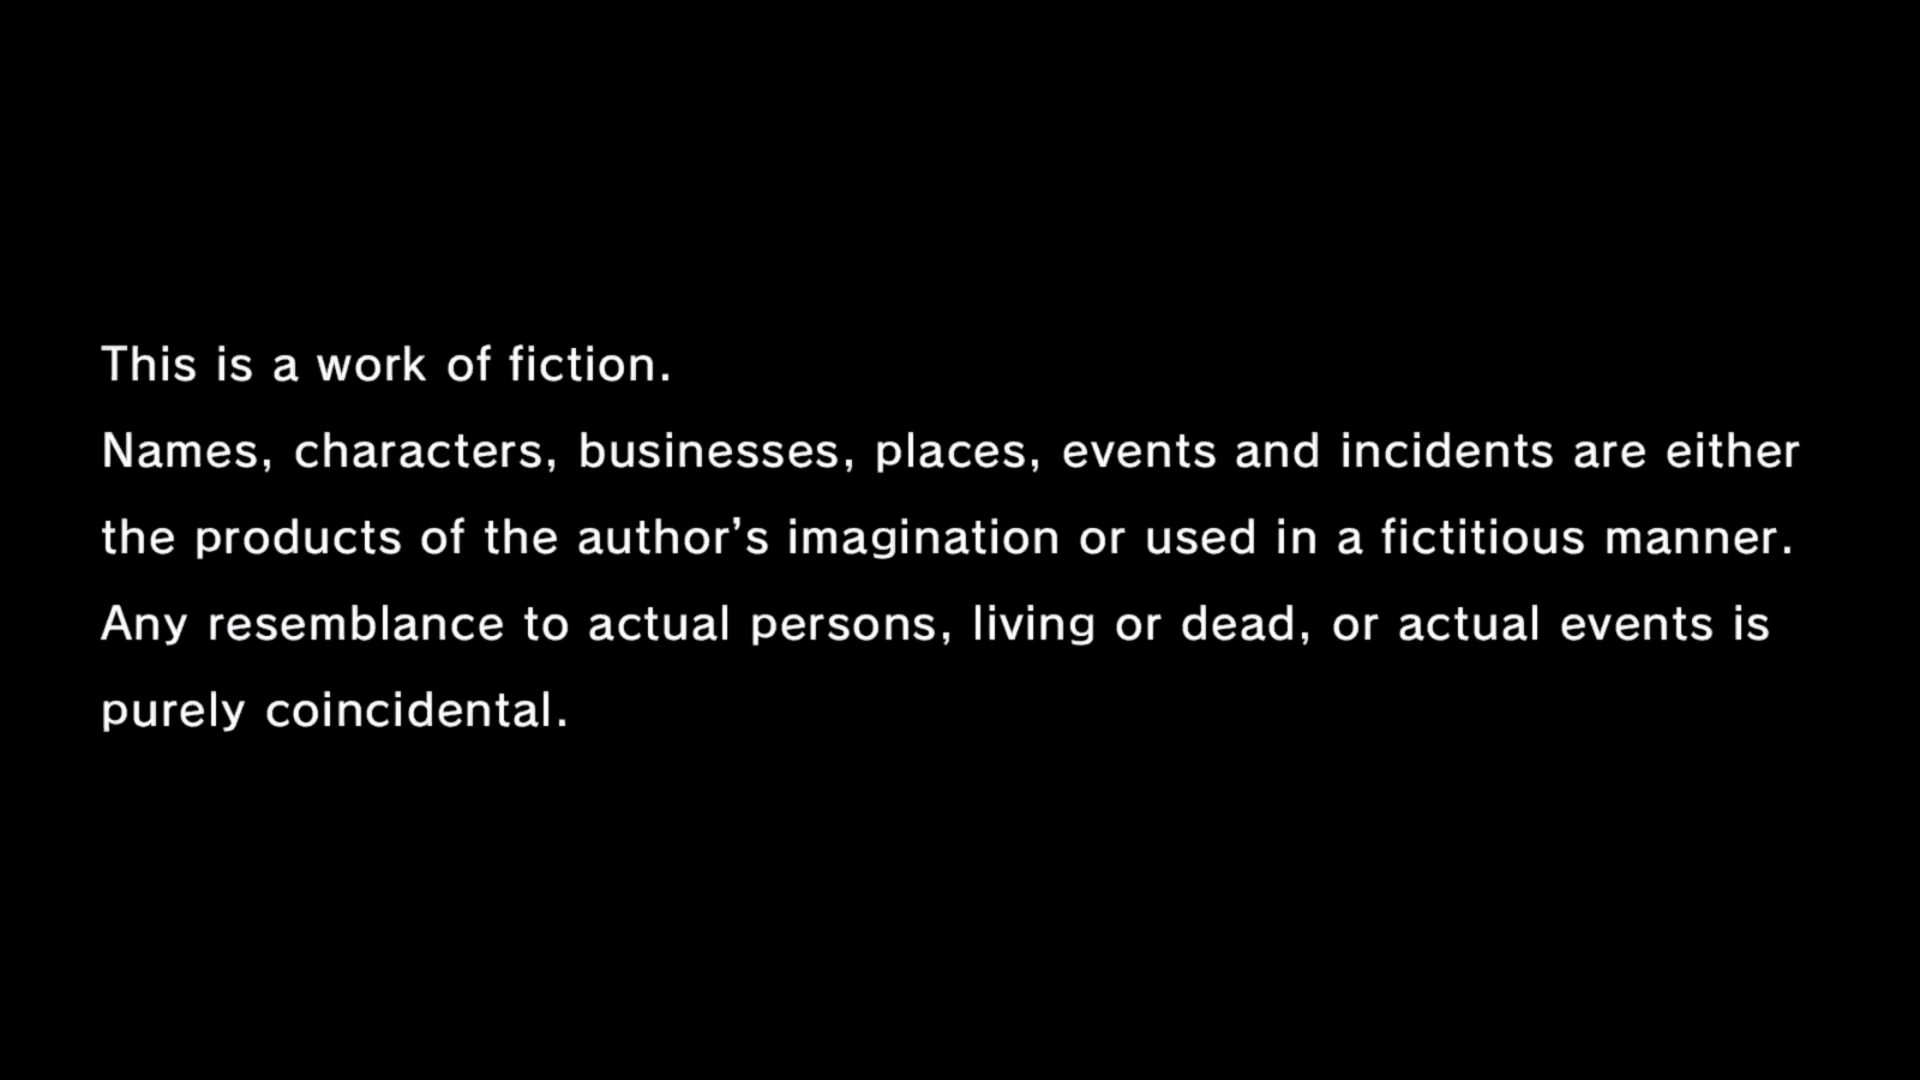 This is a work of fiction.
Names, characters, businesses, places, events and incidents are either
the products of the author’s imagination or used in a fictitious manner.
Any resemblance to actual persons, living or dead, or actual events is
purely coincidental.